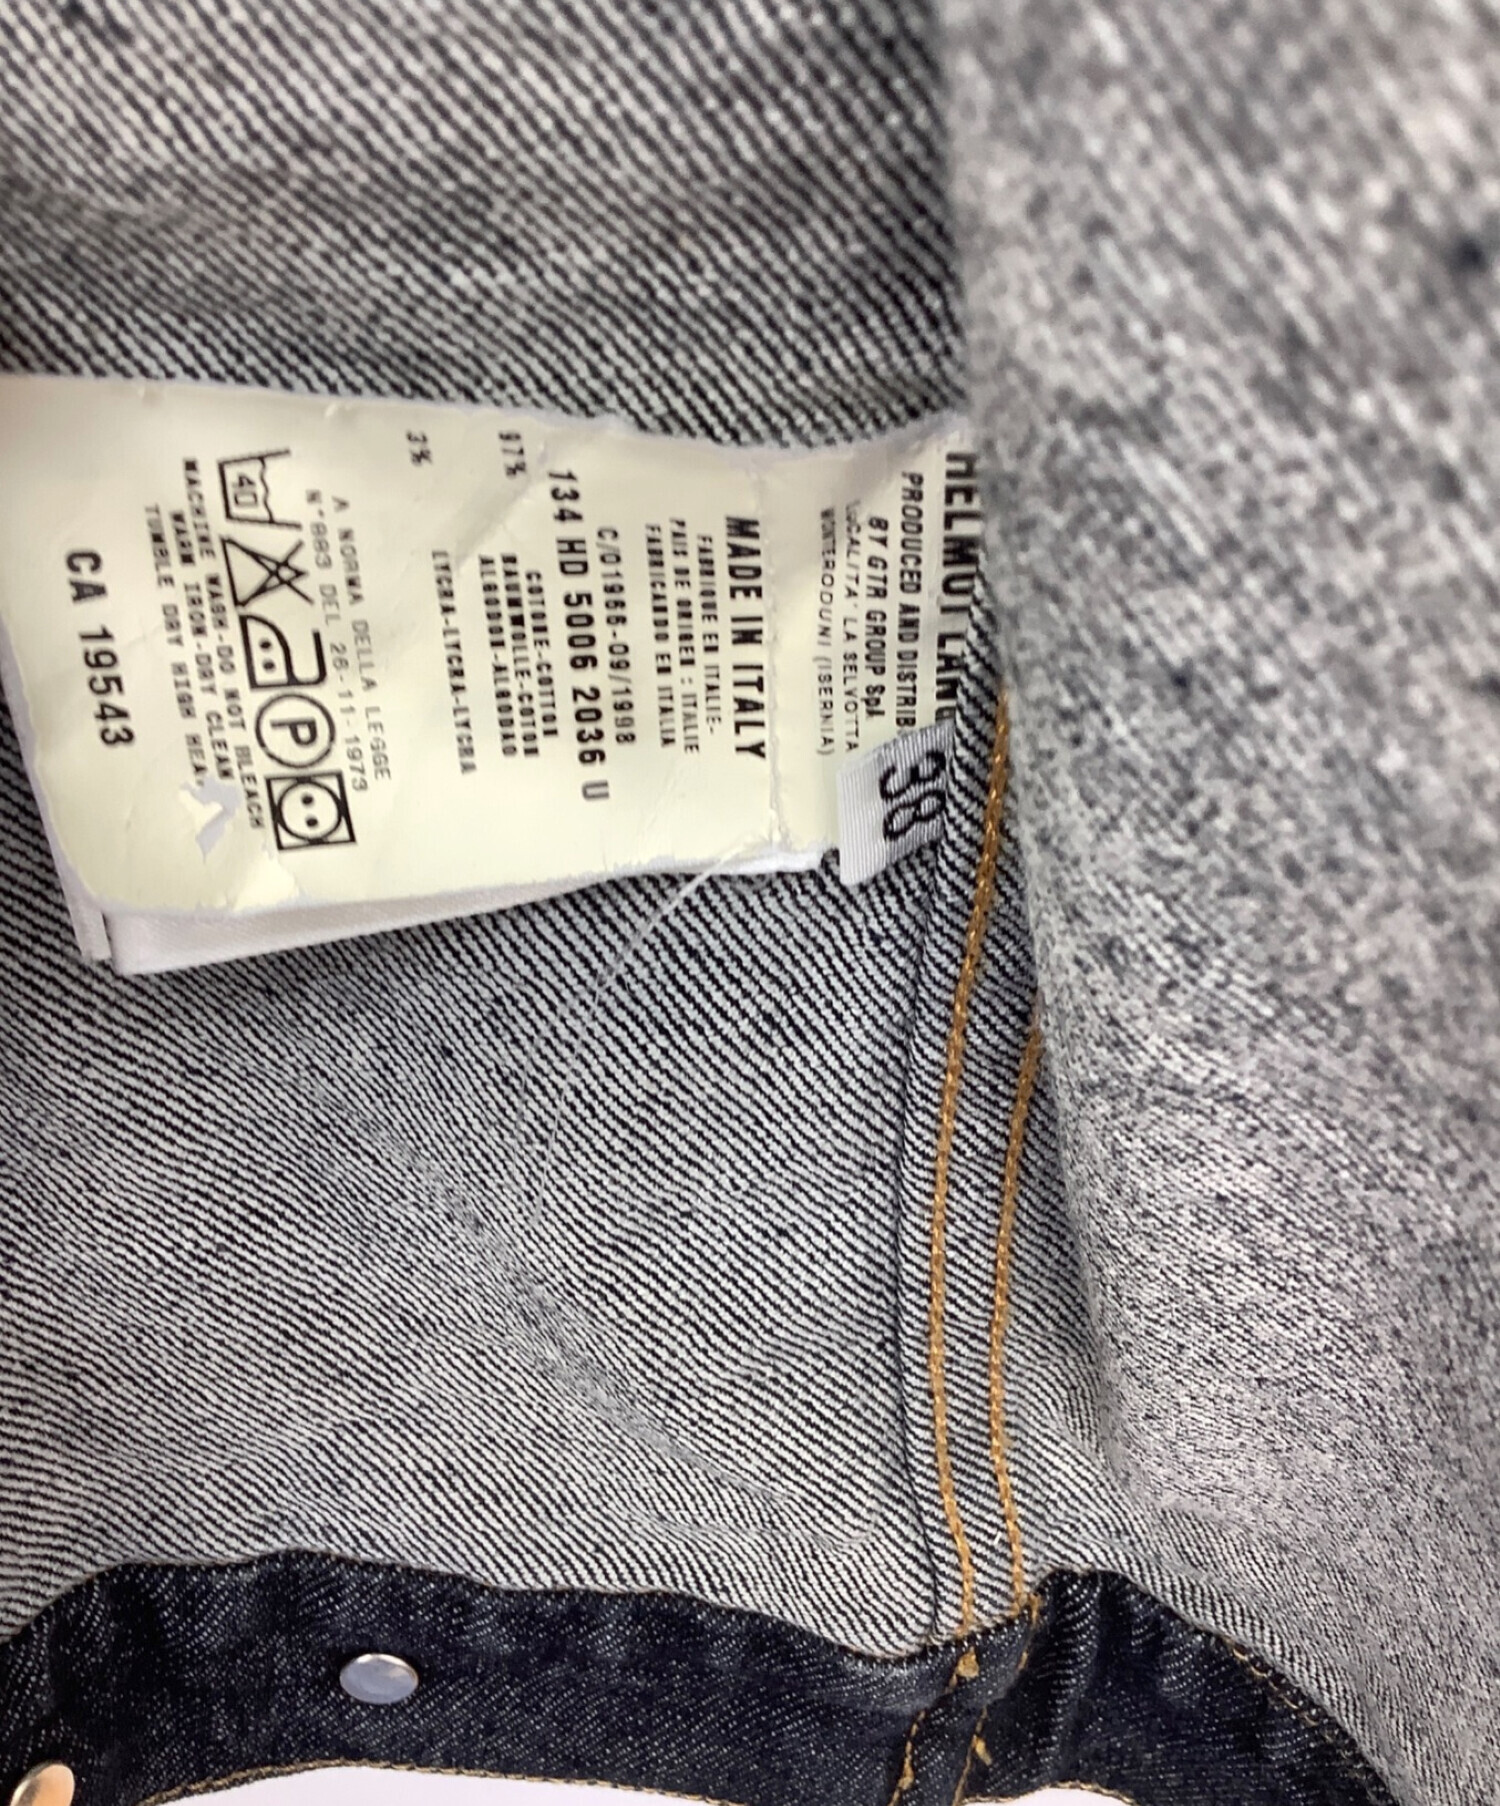 HELMUT LANG
PRODUCED AND DISTRIB
BY GTR GROUP SpA
LOCALITA' LA SELVOTTA
MONTERODUNI (ISERNIA)
38
MADE IN ITALY
FABRIQUE EN ITALIE-
PAIS DE ORIGEN : ITALIE
FABRICANDO EN ITALIA
C/01966-09/1998
134 HD 5006 2036 U
97% COTONE-COTTON
BAUMWOLLE-COTON
ALGODON-ALGODAO
3% LYCRA-LYCRA-LYCRA
A NORMA DELLA LEGGE
N°883 DEL 26-11-1973
40 P
MACHINE WASH-DO NOT BLEACH
WARM IRON-DRY CLEAN
TUMBLE DRY HIGH HEA
CA 19543